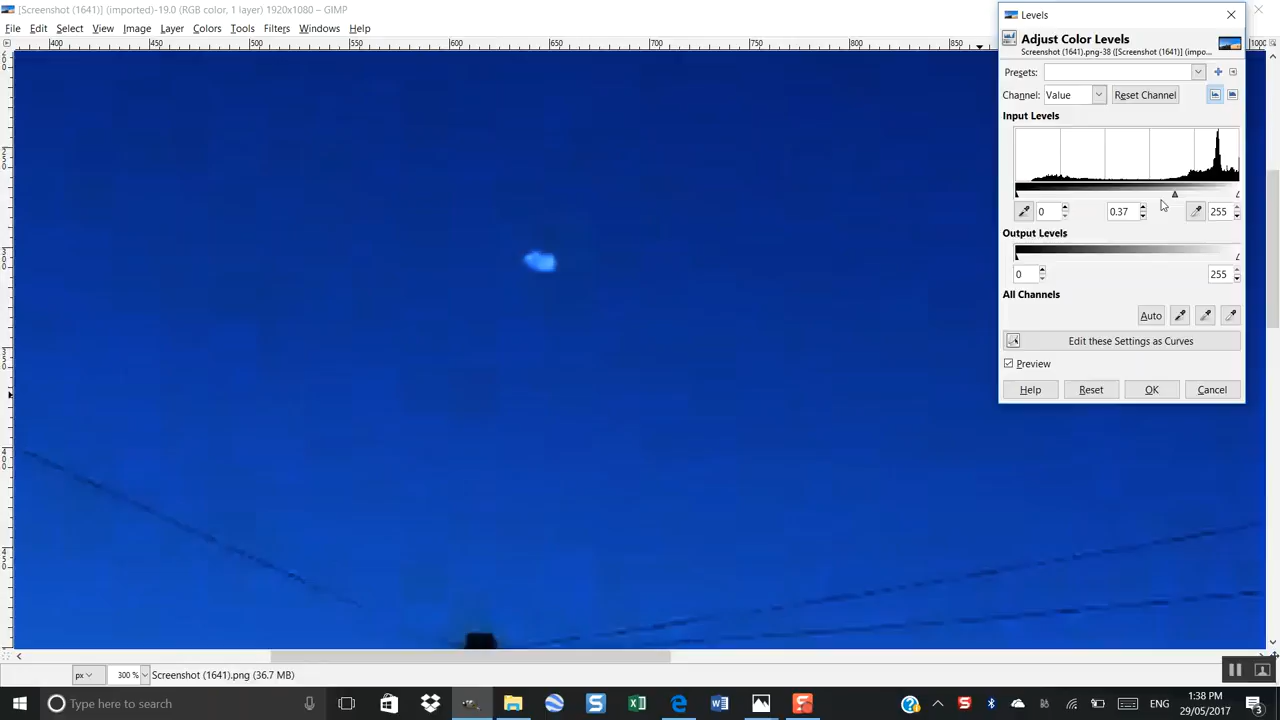 [Screenshot (1641)] (imported)-19.0 (RGB color, 1 layer) 1920x1080 – GIMP
File Edit Select View Image Layer Colors Tools Filters Windows Help
400 450 500 550 600 650 700 750 800 850 1000
Levels
Adjust Color Levels
Screenshot (1641).png-38 ([Screenshot (1641)] (impo...
Presets:
Channel: Value Reset Channel
Input Levels
0 0.37 255
Output Levels
0 255
All Channels
Auto
Edit these Settings as Curves
Preview
Help Reset OK Cancel
px 300 % Screenshot (1641).png (36.7 MB)
Type here to search
ENG
1:38 PM
29/05/2017
3